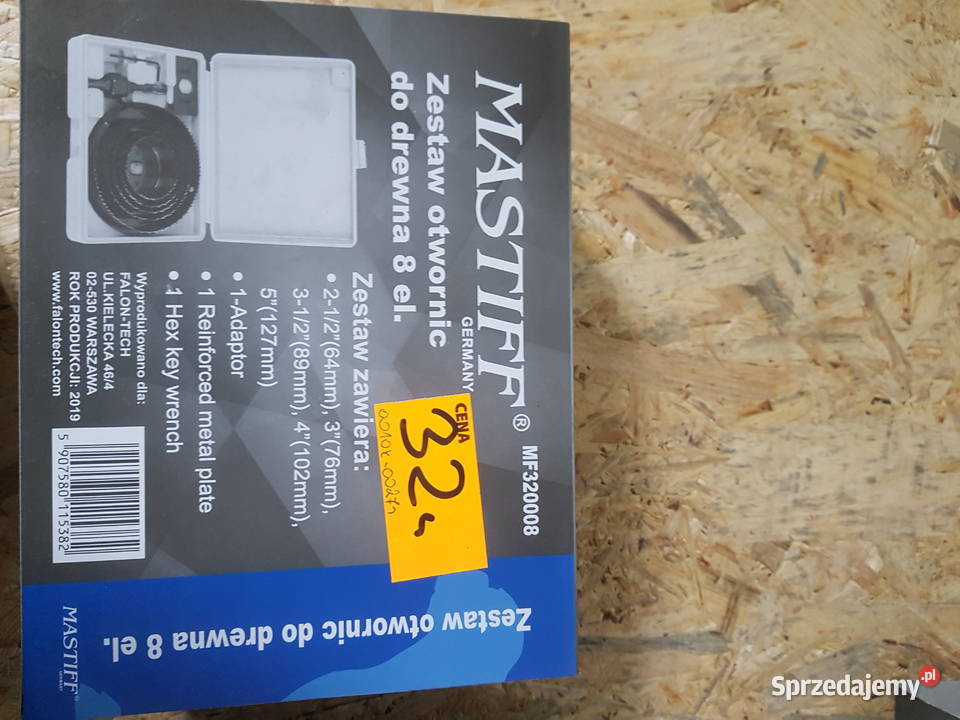 MASTIFF® MF320008
GERMANY
Zestaw otwornic
do drewna 8 el.
Zestaw zawiera:
• 2-1/2"(64mm), 3"(76mm),
3-1/2"(89mm), 4"(102mm),
5"(127mm)
• 1-Adaptor
• 1 Reinforced metal plate
• 1 Hex key wrench
Wyprodukowano dla:
FALON-TECH
UL.KIELECKA 46/4
02-530 WARSZAWA
ROK PRODUKCJI: 2019
www.falontech.com
5 907580 115382
CENA
32
Zestaw otwornic do drewna 8 el.
MASTIFF®
GERMANY
Sprzedajemy.pl